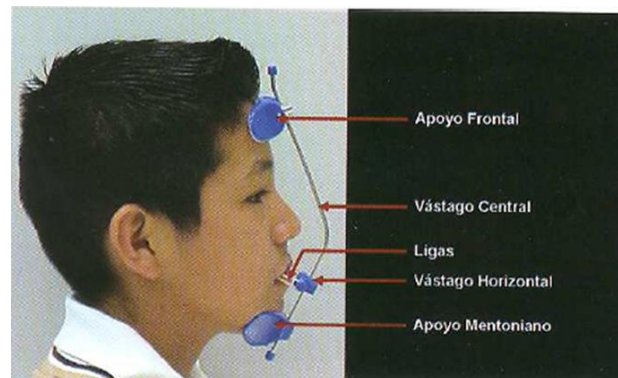 Apoyo Frontal
Vástago Central
Ligas
Vástago Horizontal
Apoyo Mentoniano